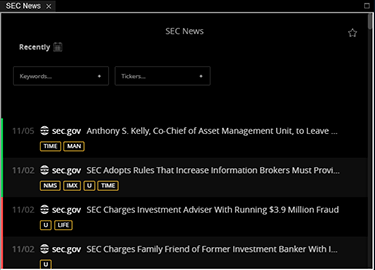 SEC News
SEC News
Recently
Keywords...
Tickers...
11/05 sec.gov Anthony S. Kelly, Co-Chief of Asset Management Unit, to Leave ...
TIME MAN
11/02 sec.gov SEC Adopts Rules That Increase Information Brokers Must Provi...
NMS IMX U TIME
11/02 sec.gov SEC Charges Investment Adviser With Running $3.9 Million Fraud
U LIFE
11/02 sec.gov SEC Charges Family Friend of Former Investment Banker With I...
U